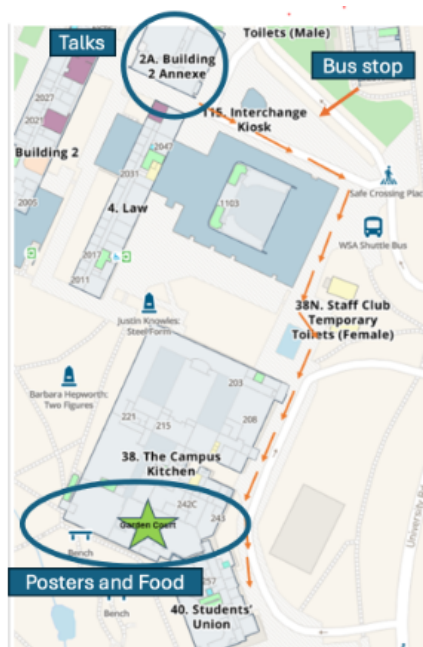 Toilets (Male)
Talks
2A. Building
2 Annexe
Bus stop
2027
115. Interchange
Kiosk
2021
2047
Building 2
2031
Safe Crossing Place
4. Law
1103
2005
WSA Shuttle Bus
2017
2011
38N. Staff Club
Temporary
Toilets (Female)
Justin Knowles:
Steel Form
203
Barbara Hepworth:
Two Figures
221
215
208
38. The Campus
Kitchen
242C
243
Garden Court
Bench
University Ro
Posters and Food
257
Bench
40. Students'
Union